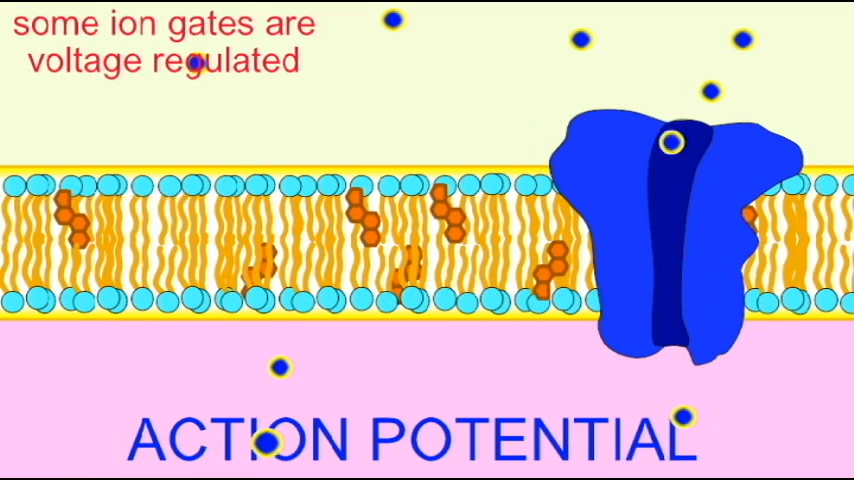 some ion gates are
voltage regulated
ACTION POTENTIAL